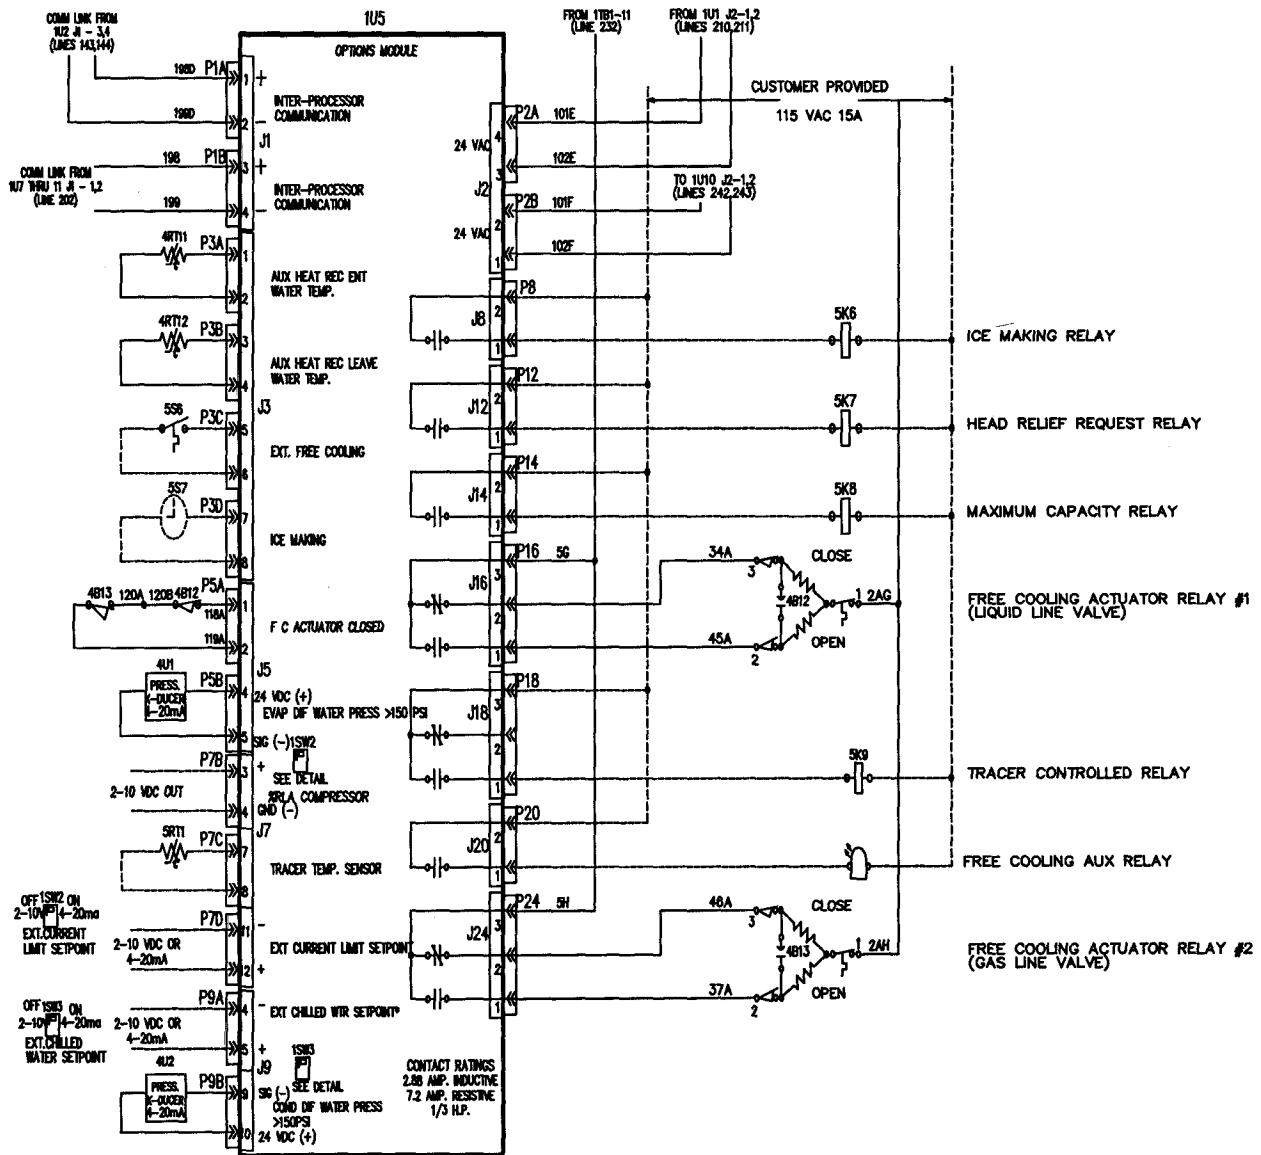 COMM LINK FROM
1U2 J1 - 3,4
(LINES 143,144)
1U5
OPTIONS MODULE
FROM 1TB1-11
(LINE 232)
FROM 1U1 J2-1,2
(LINES 210,211)
CUSTOMER PROVIDED
115 VAC 15A
198D P1A 1 +
199D 2 -
INTER-PROCESSOR
COMMUNICATION
J1
COMM LINK FROM
1U7 THRU 11 J1 - 1,2
(LINE 202)
198 P1B 3 +
199 4 -
INTER-PROCESSOR
COMMUNICATION
P2A 101E
4
24 VAC
102E
3
J2
TO 1U10 J2-1,2
(LINES 242,243)
P2B 101F
2
24 VAC
102F
1
4RT11 P3A 1
2
AUX HEAT REC ENT
WATER TEMP.
4RT12 P3B 3
4
AUX HEAT REC LEAVE
WATER TEMP.
J3
5S6 P3C 5
6
EXT. FREE COOLING
5S7 P3D 7
8
ICE MAKING
P8
2
J8
1
5K6
ICE MAKING RELAY
P12
2
J12
1
5K7
HEAD RELIEF REQUEST RELAY
P14
2
J14
1
5K8
MAXIMUM CAPACITY RELAY
4B13 120A 120B 4B12 P5A 1
118A
119A 2
F C ACTUATOR CLOSED
J5
P16 5G
3
J16
2
1
34A
3
CLOSE
4B12
1 2AG
45A
2
OPEN
FREE COOLING ACTUATOR RELAY #1
(LIQUID LINE VALVE)
4U1
PRESS.
X-DUCER
4-20mA
P5B 4
24 VDC (+)
EVAP DIF WATER PRESS >150 PSI
5
SIG (-) 1SW2
SEE DETAIL
P18
3
J18
2
1
5K9
TRACER CONTROLLED RELAY
P7B 3 +
2-10 VDC OUT
%RLA COMPRESSOR
4 GND (-)
J7
5RT1 P7C 7
8
TRACER TEMP. SENSOR
P20
2
J20
1
FREE COOLING AUX RELAY
OFF 1SW2 ON
2-10V 4-20ma
EXT.CURRENT
LIMIT SETPOINT
P7D 11 -
2-10 VDC OR
4-20mA
12 +
EXT CURRENT LIMIT SETPOINT
P24 5H
3
J24
2
1
46A
3
CLOSE
4B13
1 2AH
37A
2
OPEN
FREE COOLING ACTUATOR RELAY #2
(GAS LINE VALVE)
OFF 1SW3 ON
2-10V 4-20ma
EXT.CHILLED
WATER SETPOINT
P9A 4 -
2-10 VDC OR
4-20mA
5 +
EXT CHILLED WTR SETPOINT*
J9
1SW3
SEE DETAIL
4U2
PRESS.
X-DUCER
4-20mA
P9B 9
SIG (-)
COND DIF WATER PRESS
>150PSI
10 24 VDC (+)
CONTACT RATINGS
2.88 AMP. INDUCTIVE
7.2 AMP. RESISTIVE
1/3 H.P.